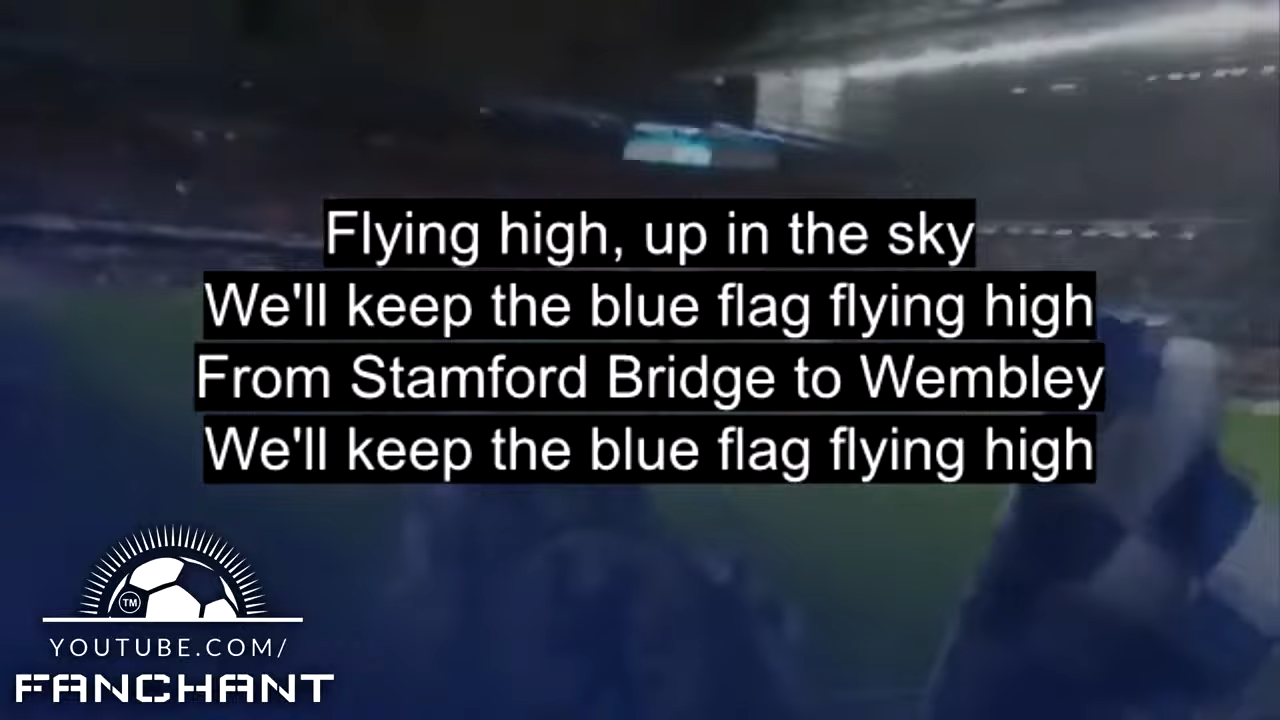 Flying high, up in the sky
We'll keep the blue flag flying high
From Stamford Bridge to Wembley
We'll keep the blue flag flying high
TM
YOUTUBE.COM/
FANCHANT